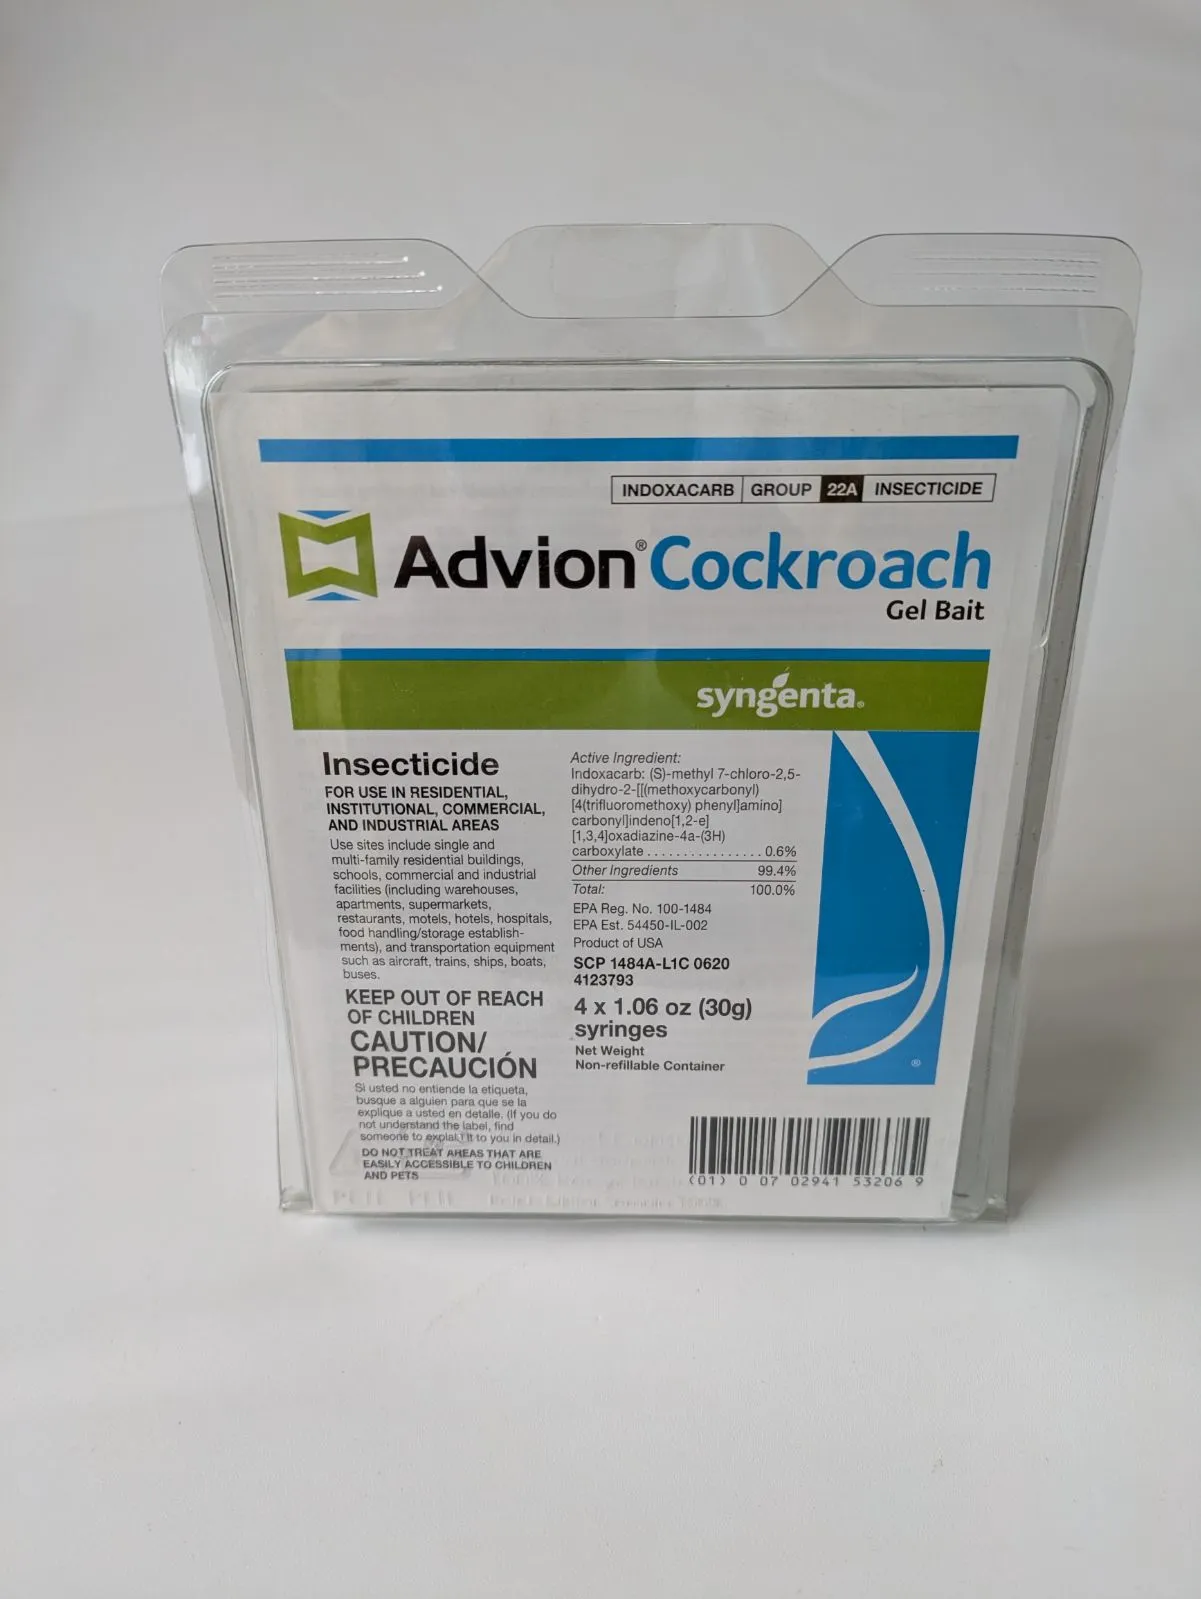 INDOXACARB GROUP 22A INSECTICIDE
Advion® Cockroach
Gel Bait
syngenta®
Insecticide
FOR USE IN RESIDENTIAL,
INSTITUTIONAL, COMMERCIAL,
AND INDUSTRIAL AREAS
Use sites include single and
multi-family residential buildings,
schools, commercial and industrial
facilities (including warehouses,
apartments, supermarkets,
restaurants, motels, hotels, hospitals,
food handling/storage establish-
ments), and transportation equipment
such as aircraft, trains, ships, boats,
buses.
KEEP OUT OF REACH
OF CHILDREN
CAUTION/
PRECAUCIÓN
Si usted no entiende la etiqueta,
busque a alguien para que se la
explique a usted en detalle. (If you do
not understand the label, find
someone to explain it to you in detail.)
DO NOT TREAT AREAS THAT ARE
EASILY ACCESSIBLE TO CHILDREN
AND PETS
Active Ingredient:
Indoxacarb: (S)-methyl 7-chloro-2,5-
dihydro-2-[[(methoxycarbonyl)
[4(trifluoromethoxy) phenyl]amino]
carbonyl]indeno[1,2-e]
[1,3,4]oxadiazine-4a-(3H)
carboxylate . . . . . . . . . . . . . . . . 0.6%
Other Ingredients 99.4%
Total: 100.0%
EPA Reg. No. 100-1484
EPA Est. 54450-IL-002
Product of USA
SCP 1484A-L1C 0620
4123793
4 x 1.06 oz (30g)
syringes
Net Weight
Non-refillable Container
®
(01) 0 07 02941 53206 9